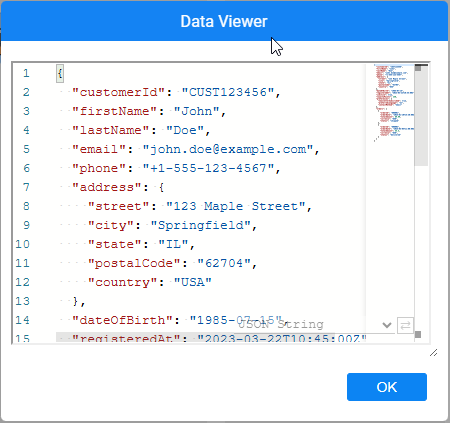 Data Viewer
1 {
2 "customerId": "CUST123456",
3 "firstName": "John",
4 "lastName": "Doe",
5 "email": "john.doe@example.com",
6 "phone": "+1-555-123-4567",
7 "address": {
8 "street": "123 Maple Street",
9 "city": "Springfield",
10 "state": "IL",
11 "postalCode": "62704",
12 "country": "USA"
13 },
14 "dateOfBirth": "1985-07-15",
JSON String
15 "registeredAt": "2023-03-22T10:45:00Z"
OK